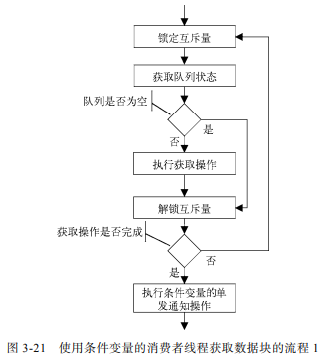 锁定互斥量
获取队列状态
队列是否为空
是
否
执行获取操作
解锁互斥量
获取操作是否完成
否
是
执行条件变量的单
发通知操作
图 3-21 使用条件变量的消费者线程获取数据块的流程 1